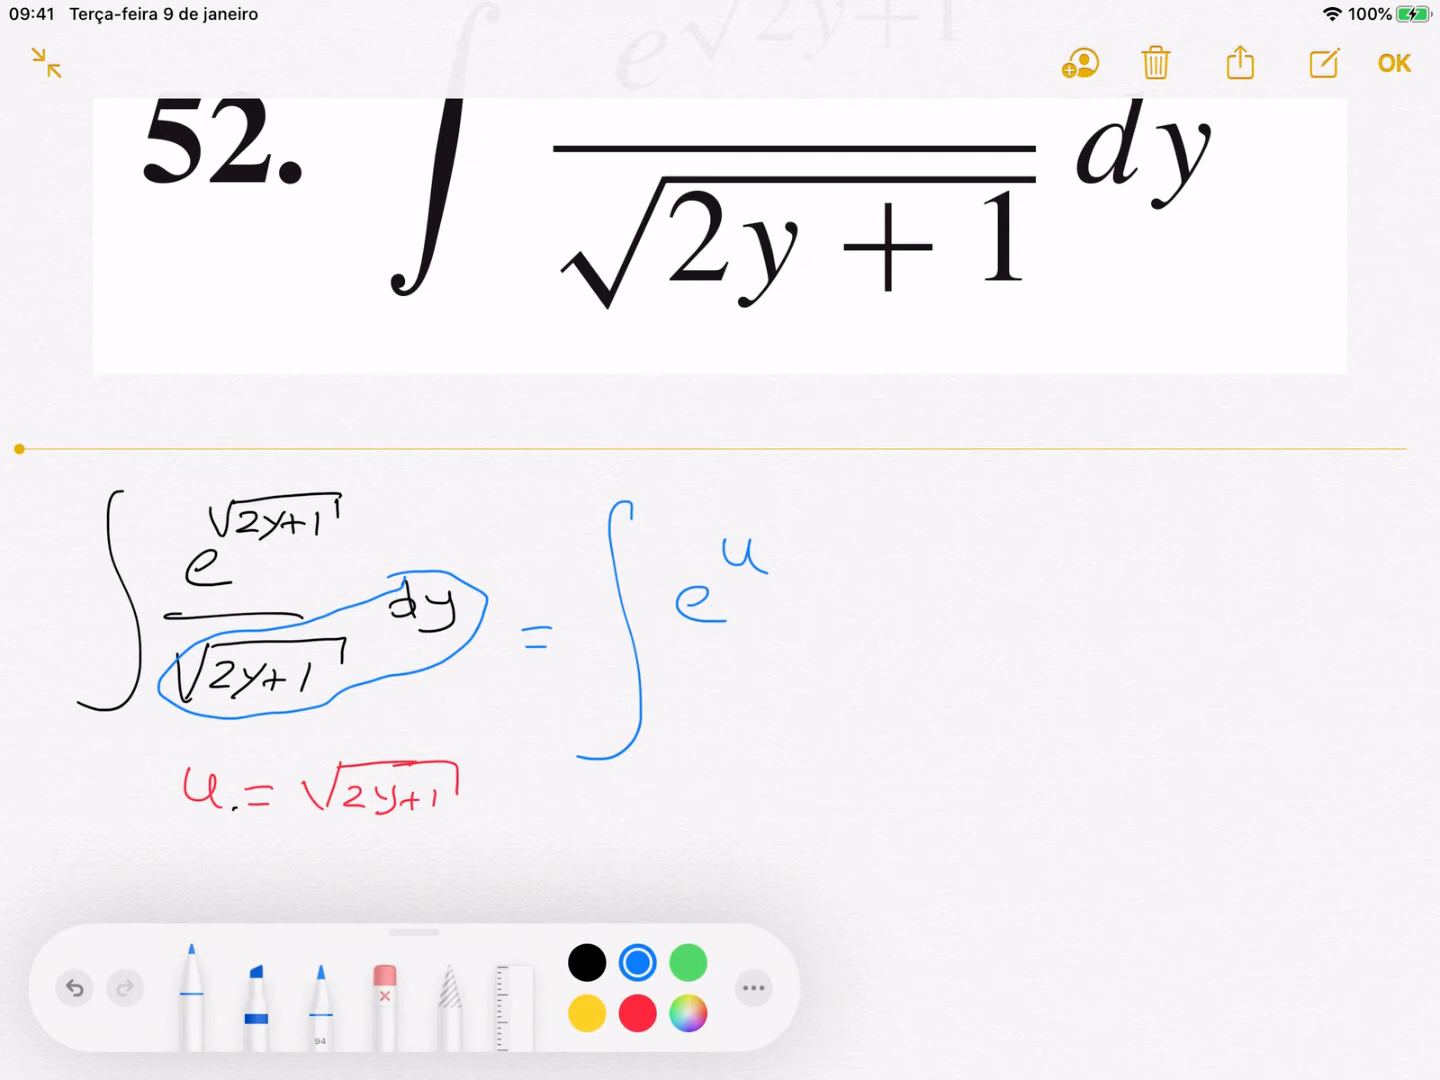 09:41 Terça-feira 9 de janeiro 100%
e√2y+1
OK
52. ∫ / √2y + 1 dy
∫ e^√2y+1 / √2y+1 dy = ∫ e^u
u = √2y+1
94